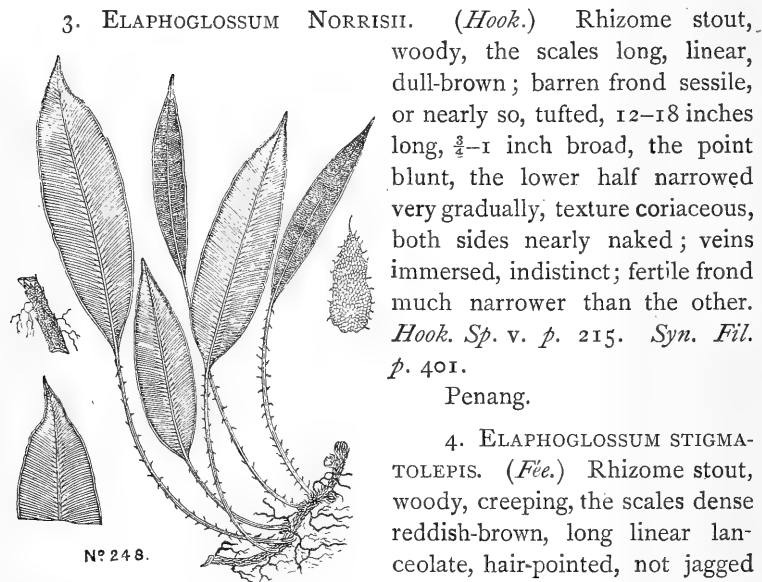 3. Elaphoglossum Norrisii. (Hook.) Rhizome stout,
woody, the scales long, linear,
dull-brown; barren frond sessile,
or nearly so, tufted, 12–18 inches
long, ¾–1 inch broad, the point
blunt, the lower half narrowed
very gradually, texture coriaceous,
both sides nearly naked; veins
immersed, indistinct; fertile frond
much narrower than the other.
Hook. Sp. v. p. 215. Syn. Fil.
p. 401.
Penang.
4. Elaphoglossum stigma-
tolepis. (Fée.) Rhizome stout,
woody, creeping, the scales dense
reddish-brown, long linear lan-
ceolate, hair-pointed, not jagged
Nº 248.